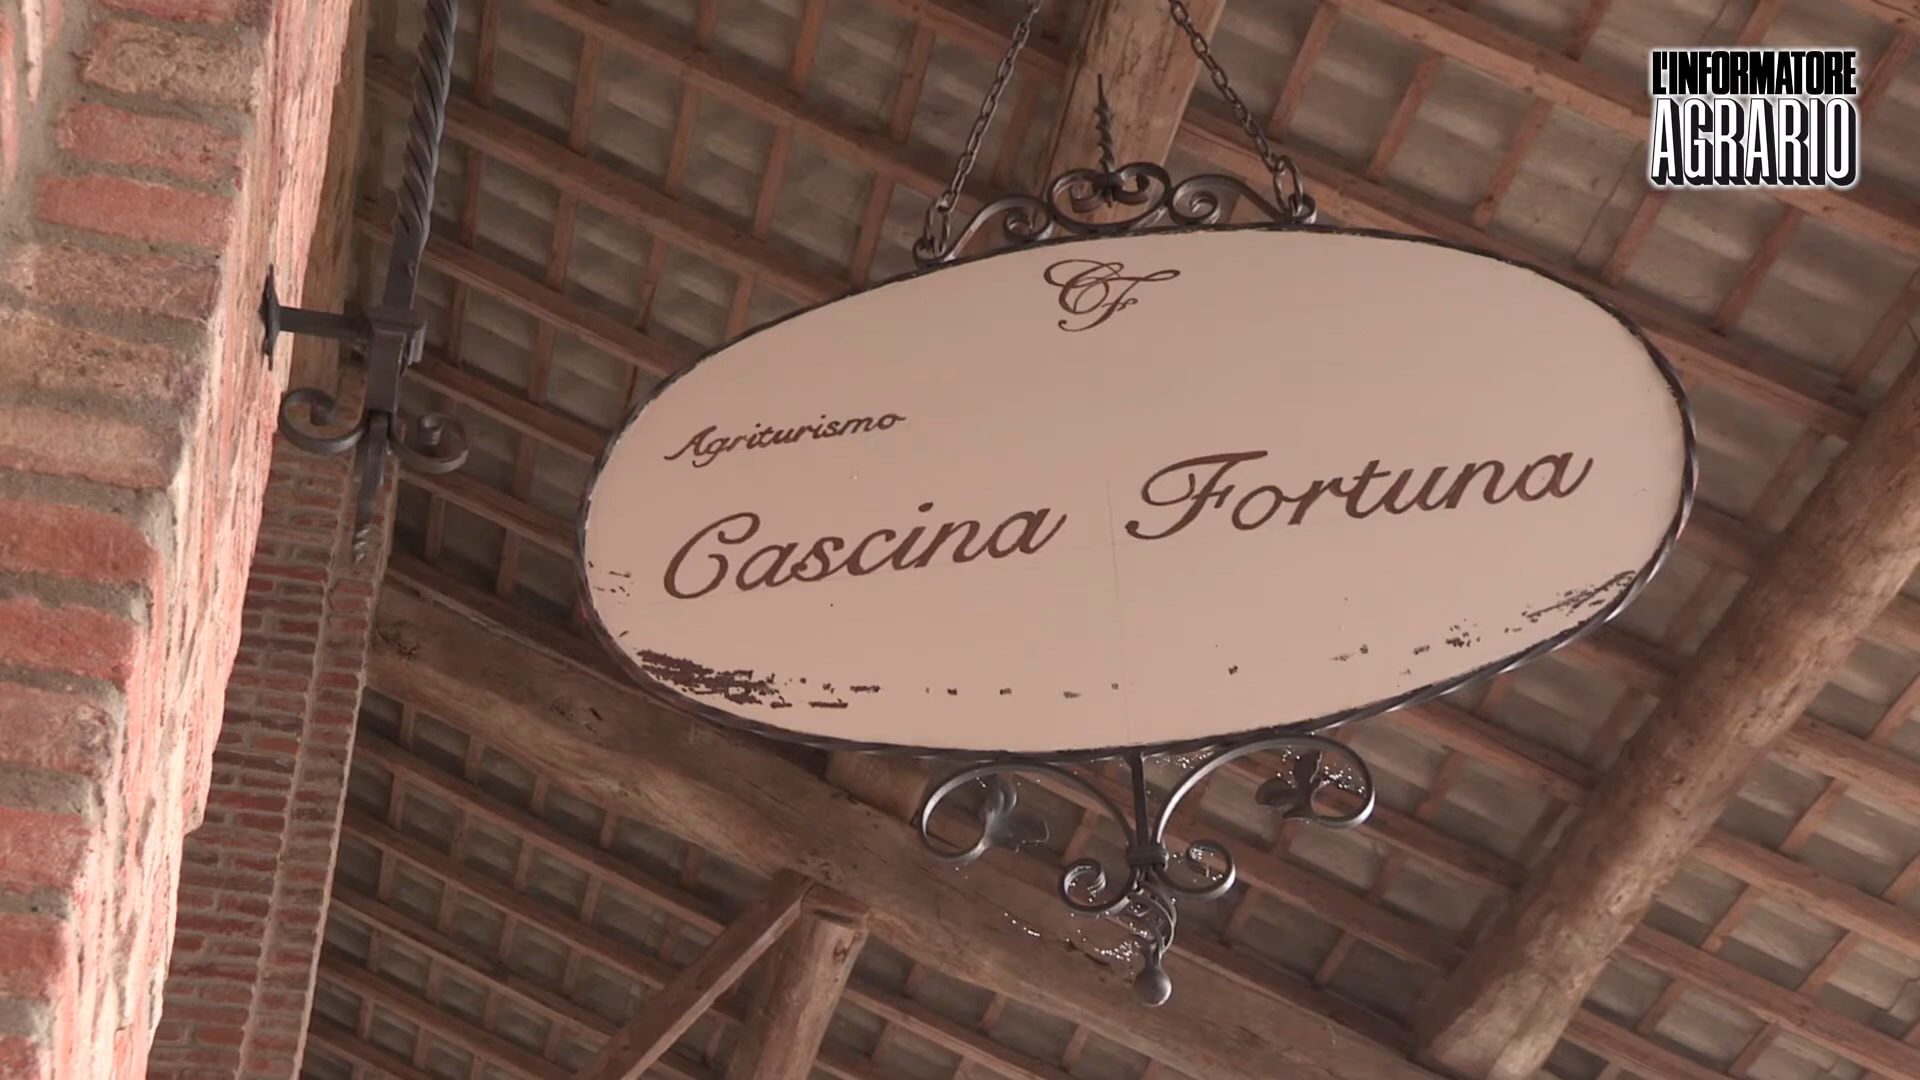 L'INFORMATORE
AGRARIO
CF
Agriturismo
Cascina Fortuna